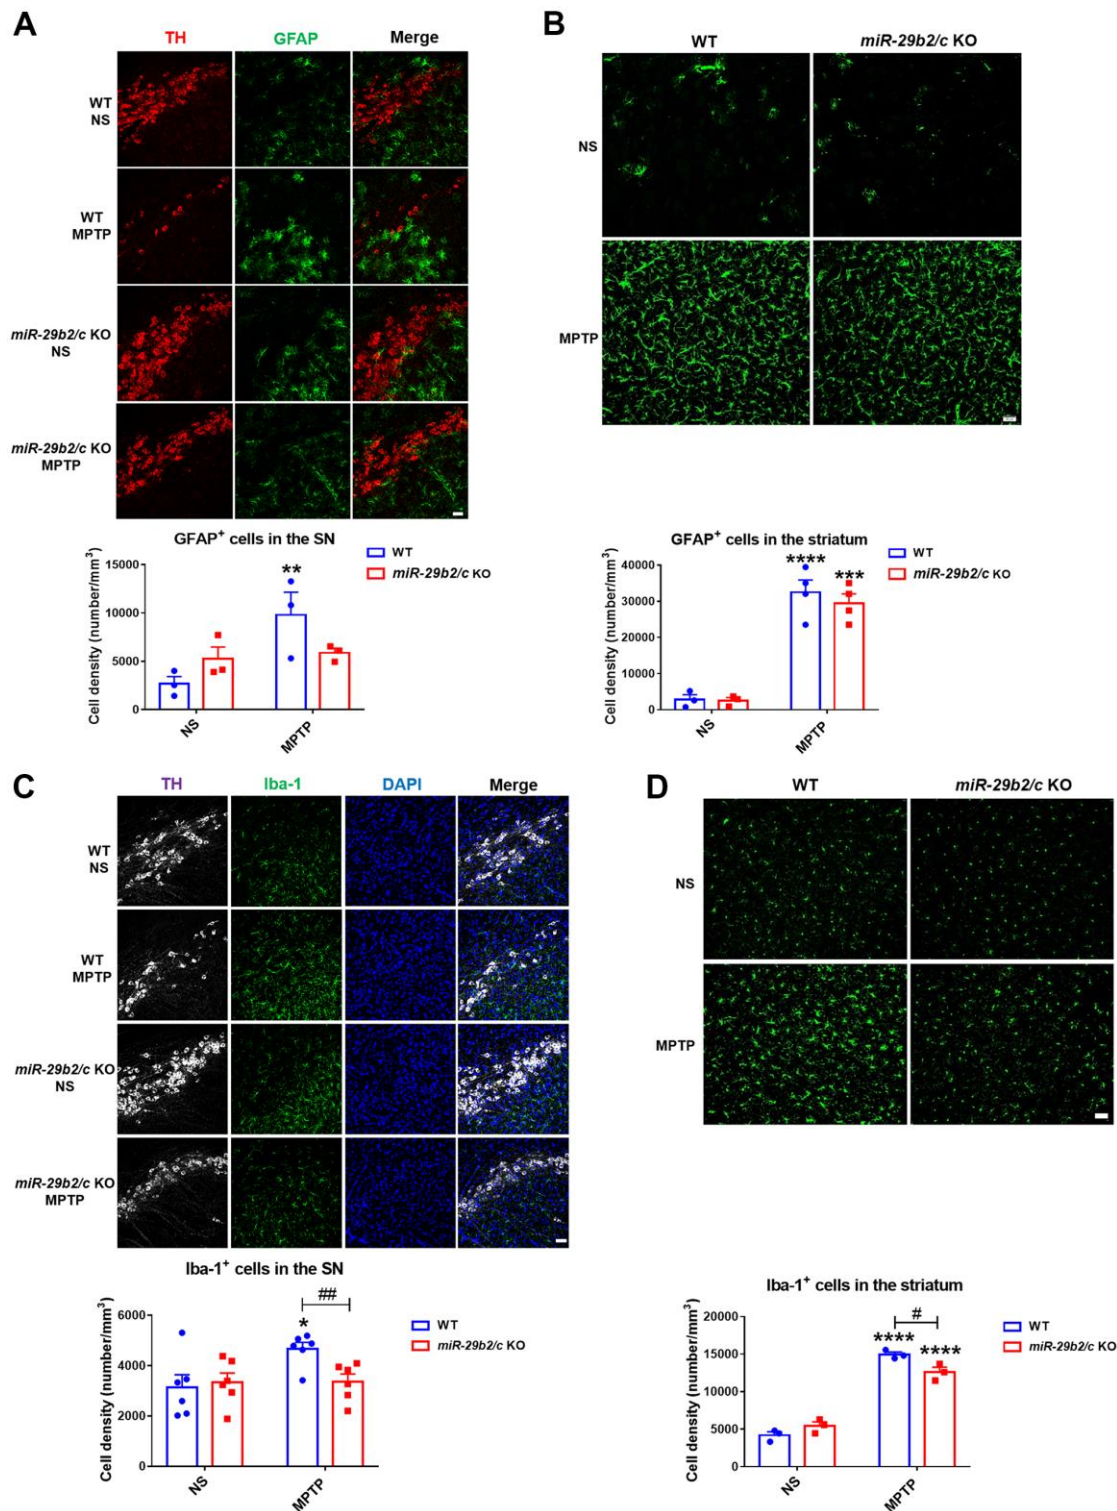 A
TH GFAP Merge
WT
NS
WT
MPTP
miR-29b2/c KO
NS
miR-29b2/c KO
MPTP
GFAP⁺ cells in the SN
Cell density (number/mm³)
15000
10000
5000
0
**
NS
MPTP
WT
miR-29b2/c KO
B
WT miR-29b2/c KO
NS
MPTP
GFAP⁺ cells in the striatum
Cell density (number/mm³)
40000
30000
20000
10000
0
**** ***
NS
MPTP
WT
miR-29b2/c KO
C
TH Iba-1 DAPI Merge
WT
NS
WT
MPTP
miR-29b2/c KO
NS
miR-29b2/c KO
MPTP
Iba-1⁺ cells in the SN
Cell density (number/mm³)
6000
4000
2000
0
##
*
NS
MPTP
WT
miR-29b2/c KO
D
WT miR-29b2/c KO
NS
MPTP
Iba-1⁺ cells in the striatum
Cell density (number/mm³)
20000
15000
10000
5000
0
#
**** ****
NS
MPTP
WT
miR-29b2/c KO